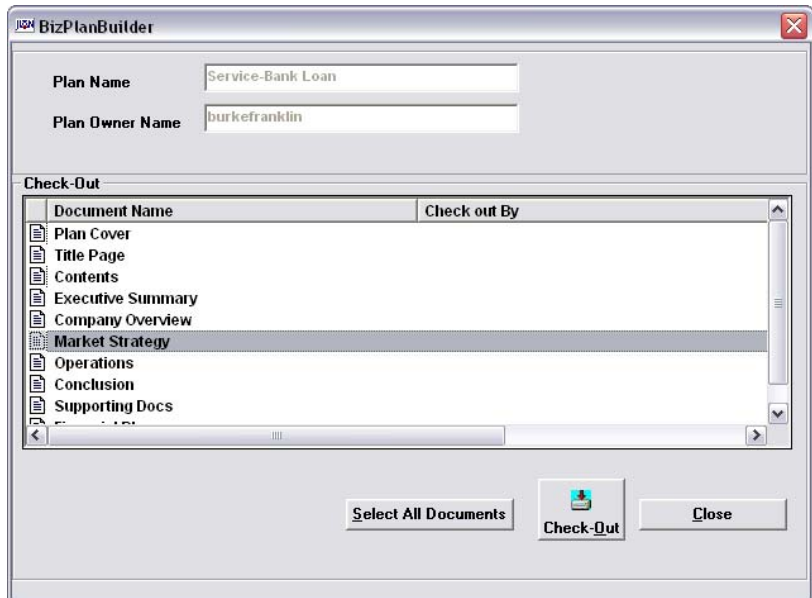 JIAN BizPlanBuilder
Plan Name Service-Bank Loan
Plan Owner Name burkefranklin
Check-Out
Document Name Check out By
Plan Cover
Title Page
Contents
Executive Summary
Company Overview
Market Strategy
Operations
Conclusion
Supporting Docs
Select All Documents Check-Out Close